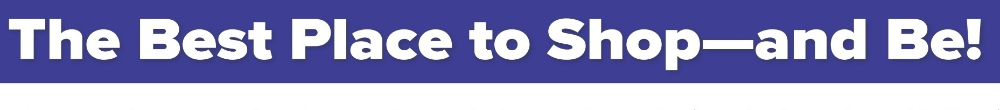 The Best Place to Shop—and Be!